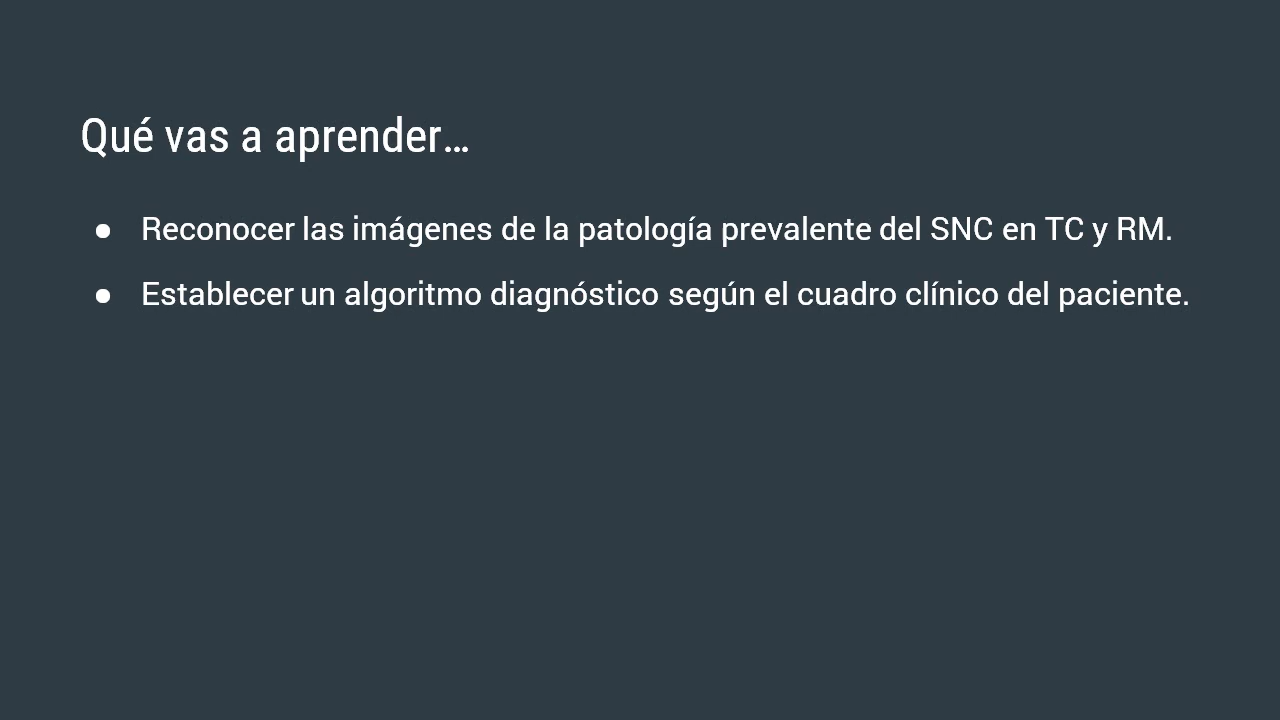 Qué vas a aprender…
● Reconocer las imágenes de la patología prevalente del SNC en TC y RM.
● Establecer un algoritmo diagnóstico según el cuadro clínico del paciente.